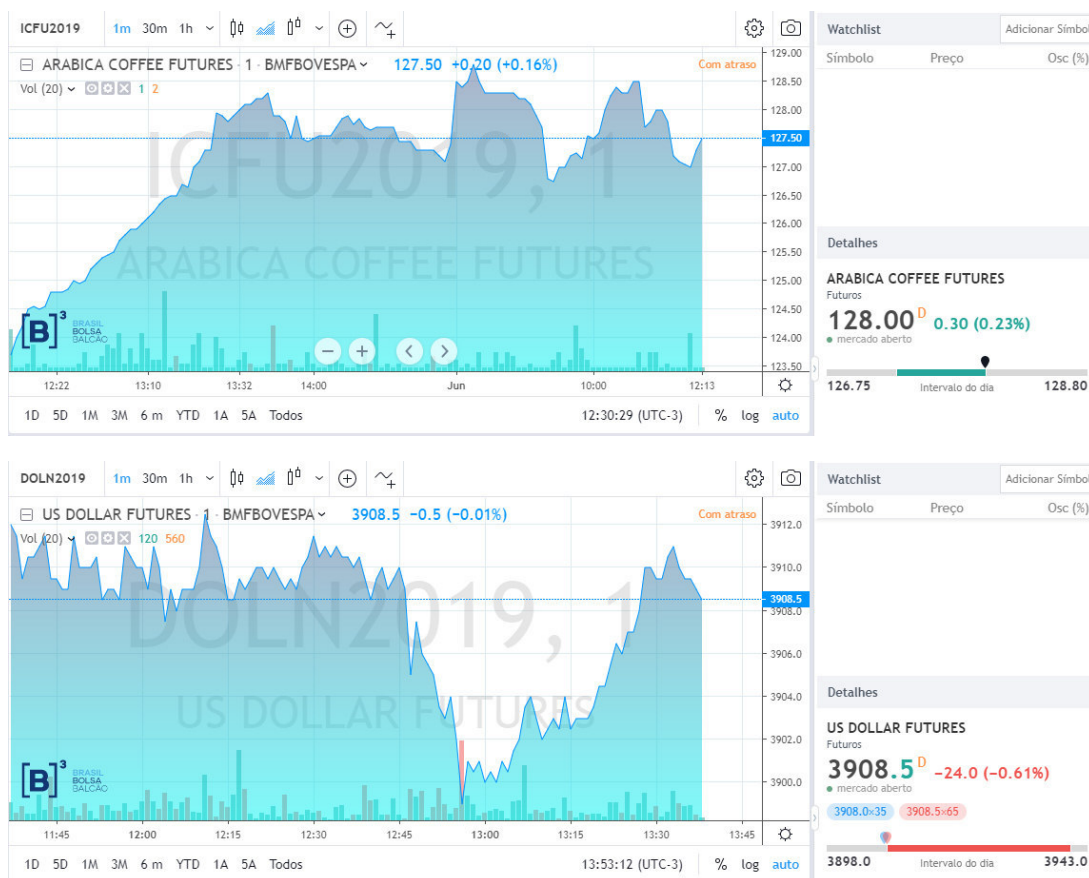 ICFU2019 1m 30m 1h
ARABICA COFFEE FUTURES · 1 · BMFBOVESPA 127.50 +0.20 (+0.16%) Com atraso
Vol (20) 1 2
ICFU2019, 1
ARABICA COFFEE FUTURES
[B]³ BRASIL
BOLSA
BALCÃO
129.00
128.50
128.00
127.50
127.00
126.50
126.00
125.50
125.00
124.50
124.00
123.50
12:22 13:10 13:32 14:00 Jun 10:00 12:13
1D 5D 1M 3M 6 m YTD 1A 5A Todos 12:30:29 (UTC-3) % log auto
Watchlist Adicionar Símbol
Símbolo Preço Osc (%)
Detalhes
ARABICA COFFEE FUTURES
Futuros
128.00 D 0.30 (0.23%)
mercado aberto
126.75 Intervalo do dia 128.80
DOLN2019 1m 30m 1h
US DOLLAR FUTURES · 1 · BMFBOVESPA 3908.5 −0.5 (−0.01%) Com atraso
Vol (20) 120 560
DOLN2019, 1
US DOLLAR FUTURES
[B]³ BRASIL
BOLSA
BALCÃO
3912.0
3910.0
3908.5
3908.0
3906.0
3904.0
3902.0
3900.0
11:45 12:00 12:15 12:30 12:45 13:00 13:15 13:30 13:45
1D 5D 1M 3M 6 m YTD 1A 5A Todos 13:53:12 (UTC-3) % log auto
Watchlist Adicionar Símbol
Símbolo Preço Osc (%)
Detalhes
US DOLLAR FUTURES
Futuros
3908.5 D −24.0 (−0.61%)
mercado aberto
3908.0×35 3908.5×65
3898.0 Intervalo do dia 3943.0